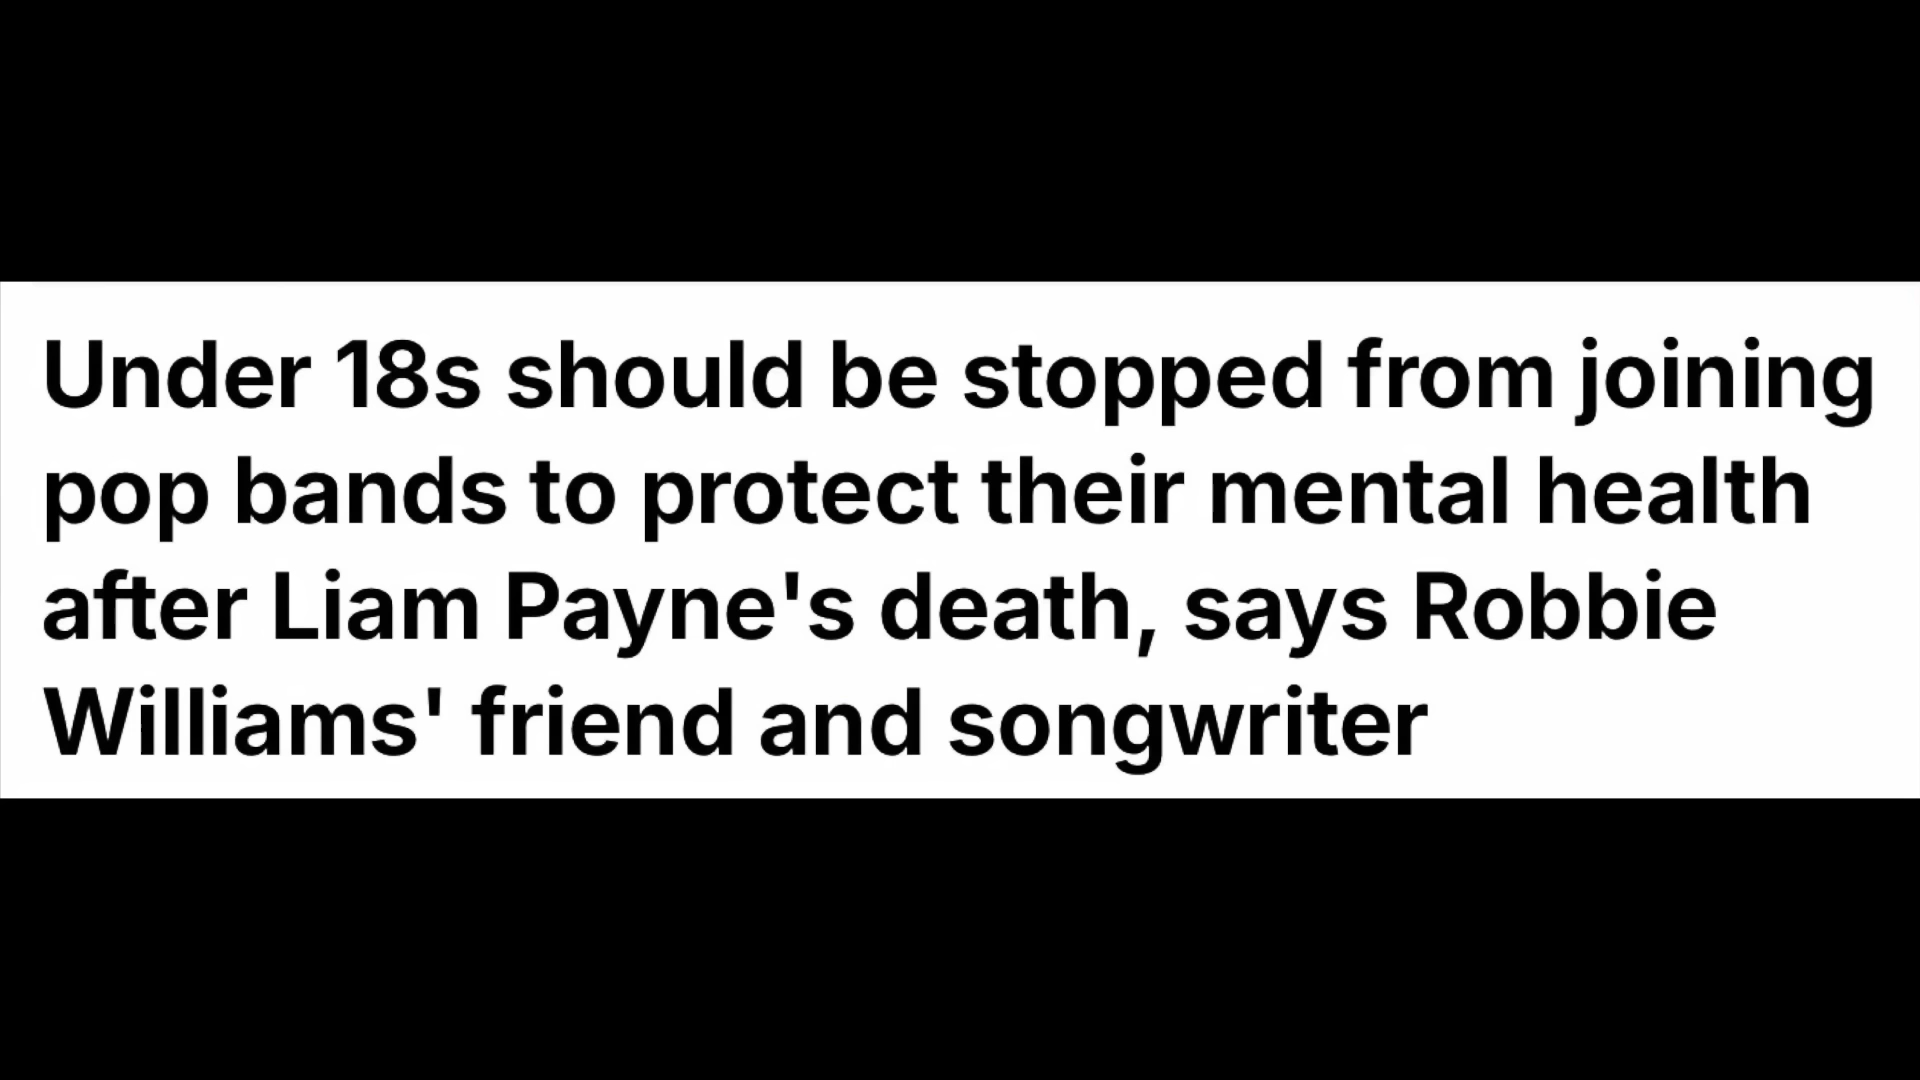 Under 18s should be stopped from joining
pop bands to protect their mental health
after Liam Payne's death, says Robbie
Williams' friend and songwriter